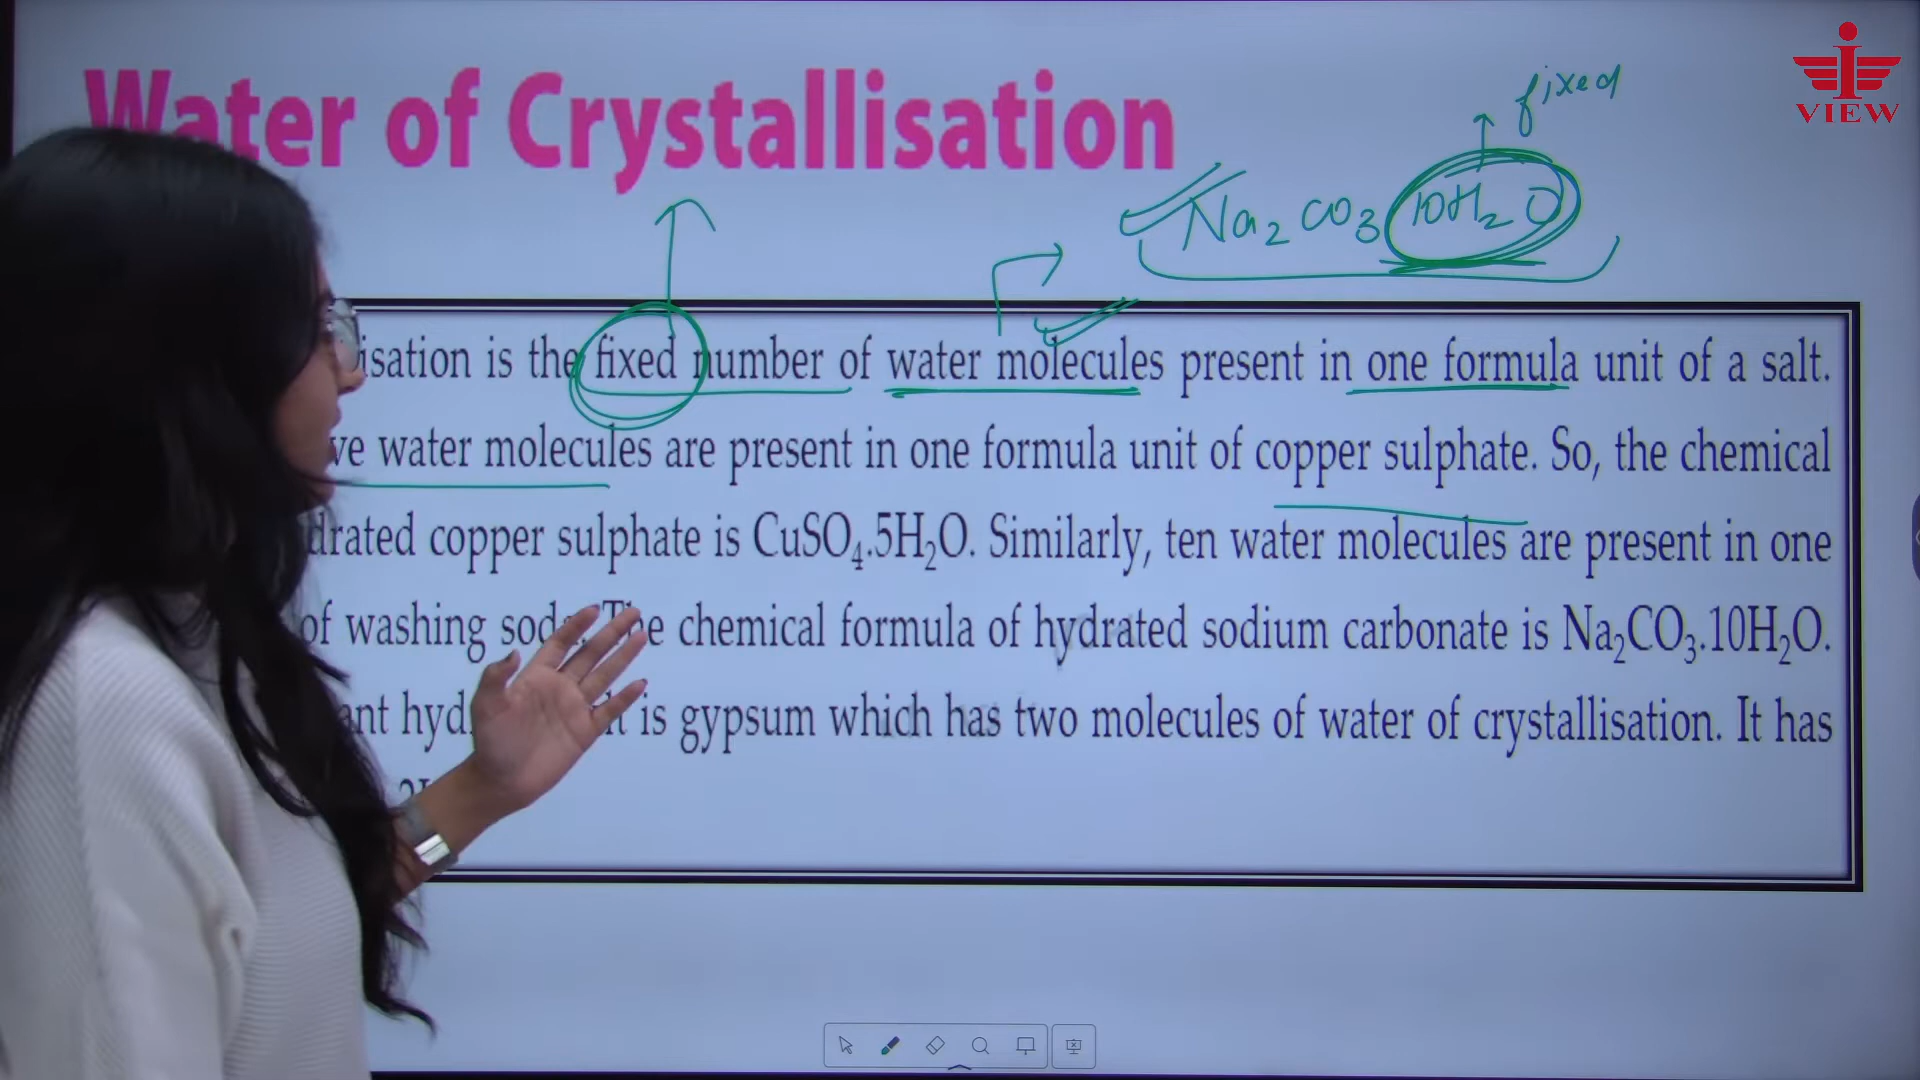 Water of Crystallisation
fixed
VIEW
Na2CO3 10H2O
isation is the fixed number of water molecules present in one formula unit of a salt.
ve water molecules are present in one formula unit of copper sulphate. So, the chemical
drated copper sulphate is CuSO4.5H2O. Similarly, ten water molecules are present in one
of washing soda. The chemical formula of hydrated sodium carbonate is Na2CO3.10H2O.
ant hyd is gypsum which has two molecules of water of crystallisation. It has